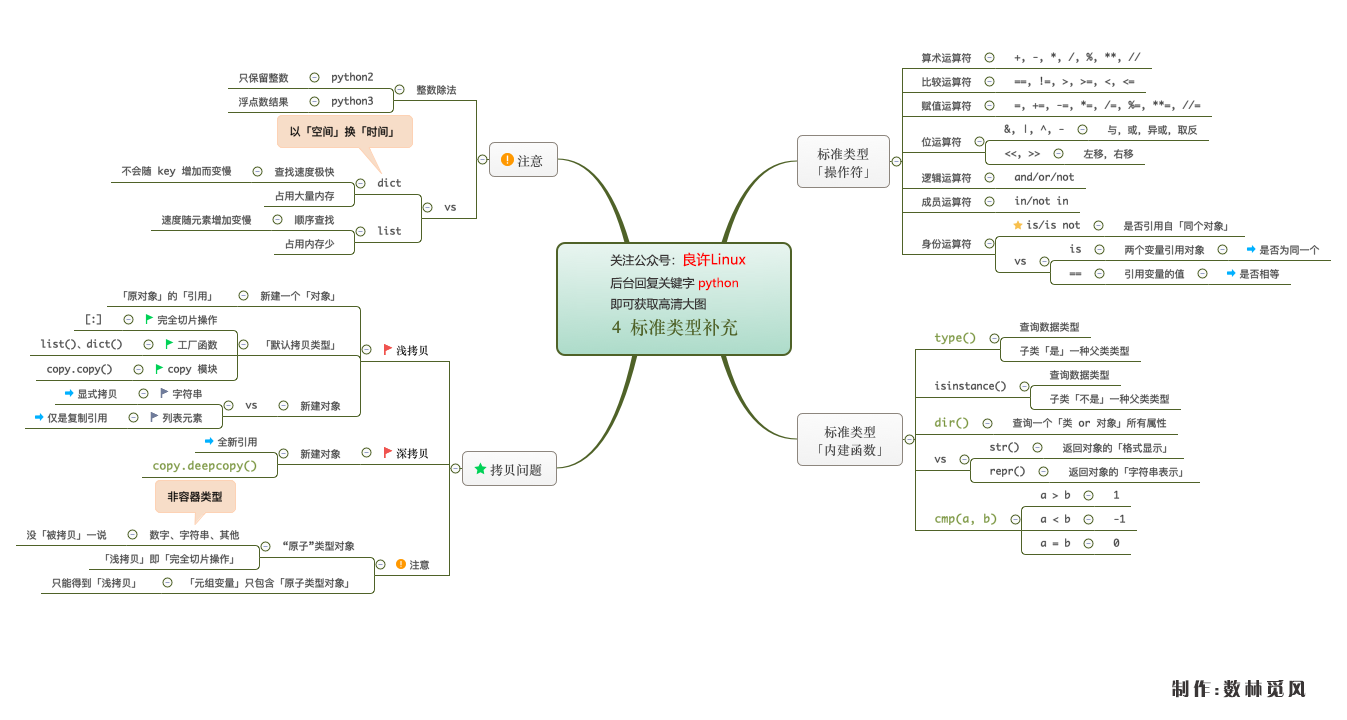 关注公众号：良许Linux
后台回复关键字 python
即可获取高清大图
4 标准类型补充
标准类型
「操作符」
算术运算符
+, -, *, /, %, **, //
比较运算符
==, !=, >, >=, <, <=
赋值运算符
=, +=, -=, *=, /=, %=, **=, //=
位运算符
&, |, ^, -
与，或，异或，取反
<<, >>
左移，右移
逻辑运算符
and/or/not
成员运算符
in/not in
身份运算符
is/is not
是否引用自「同个对象」
vs
is
两个变量引用对象
是否为同一个
==
引用变量的值
是否相等
标准类型
「内建函数」
type()
查询数据类型
子类「是」一种父类类型
isinstance()
查询数据类型
子类「不是」一种父类类型
dir()
查询一个「类 or 对象」所有属性
vs
str()
返回对象的「格式显示」
repr()
返回对象的「字符串表示」
cmp(a, b)
a > b
1
a < b
-1
a = b
0
注意
整数除法
python2
只保留整数
python3
浮点数结果
vs
以「空间」换「时间」
dict
查找速度极快
不会随 key 增加而变慢
占用大量内存
list
顺序查找
速度随元素增加变慢
占用内存少
拷贝问题
浅拷贝
新建一个「对象」
「原对象」的「引用」
「默认拷贝类型」
完全切片操作
[:]
工厂函数
list()、dict()
copy 模块
copy.copy()
新建对象
vs
字符串
显式拷贝
列表元素
仅是复制引用
深拷贝
新建对象
全新引用
copy.deepcopy()
注意
非容器类型
“原子”类型对象
数字、字符串、其他
没「被拷贝」一说
「浅拷贝」即「完全切片操作」
「元组变量」只包含「原子类型对象」
只能得到「浅拷贝」
制作:数林觅风